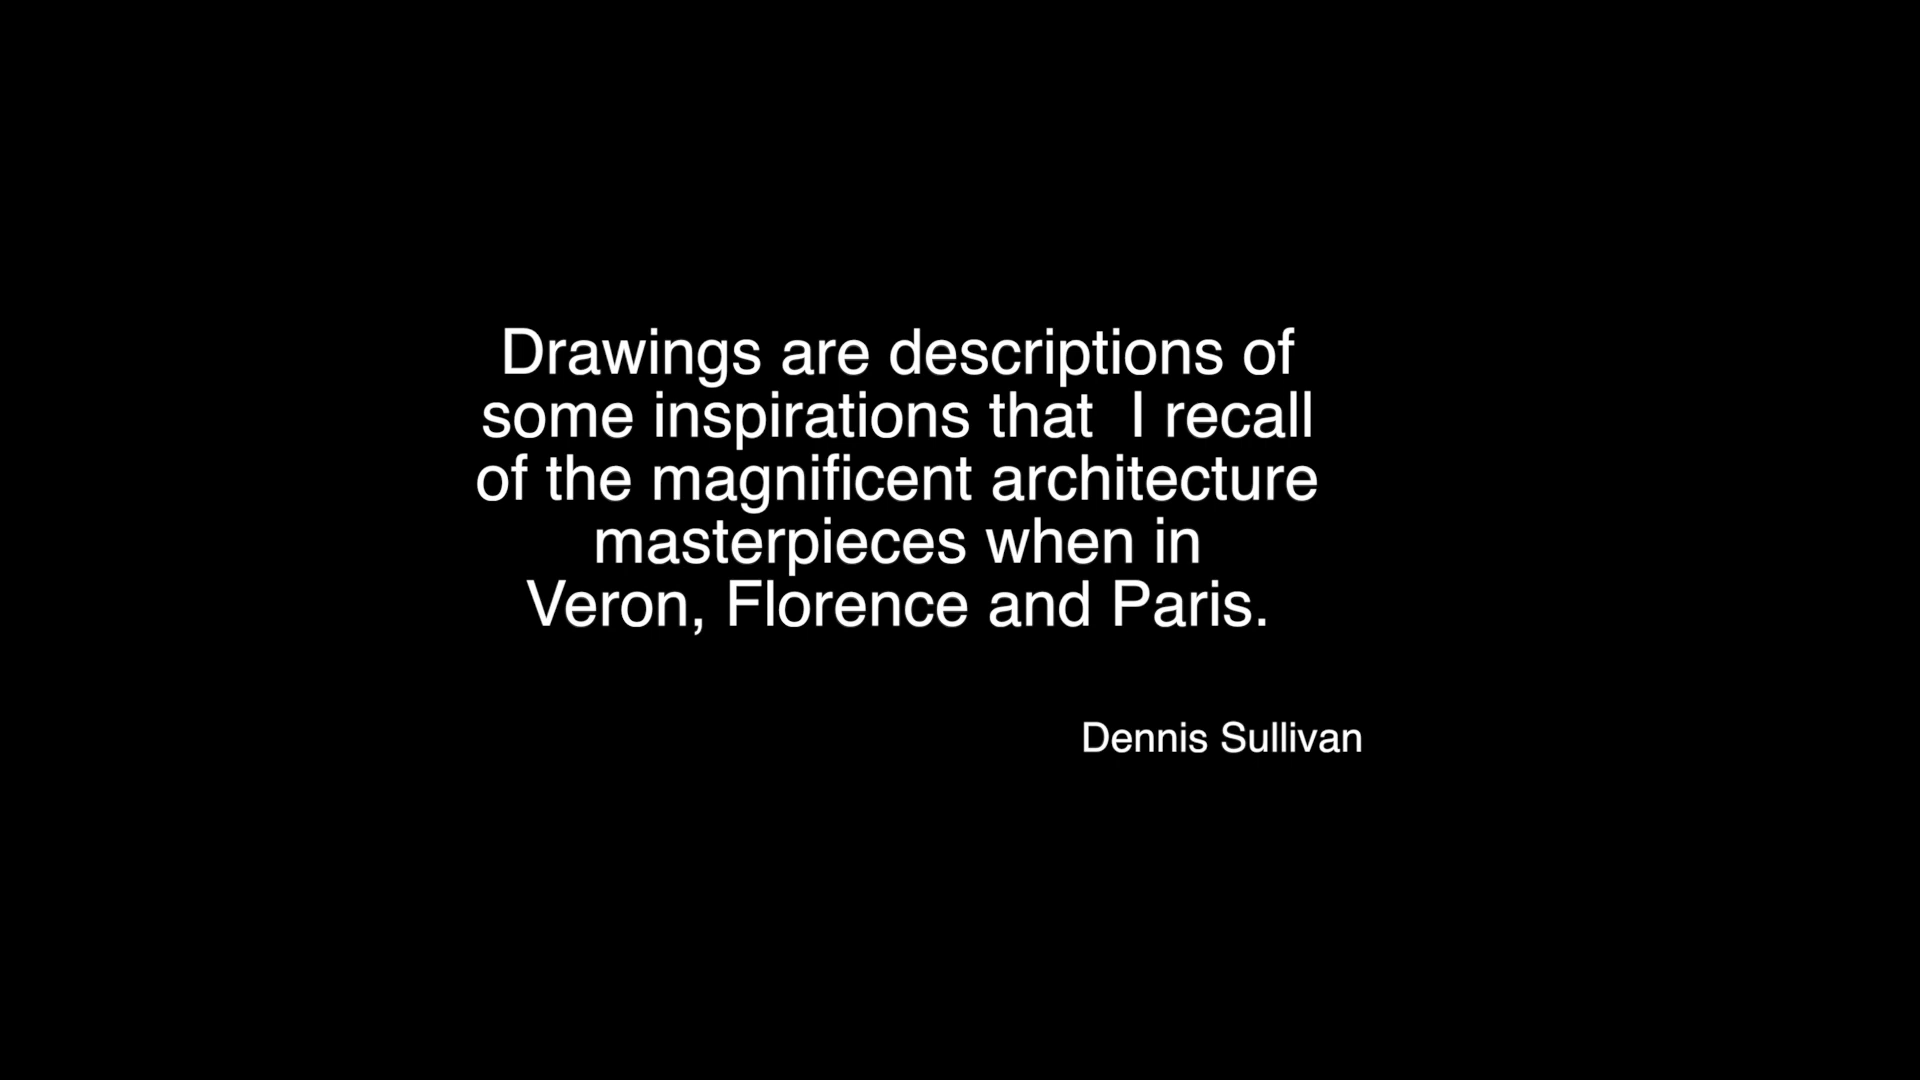 Drawings are descriptions of
some inspirations that  I recall
of the magnificent architecture
masterpieces when in
Veron, Florence and Paris.
Dennis Sullivan